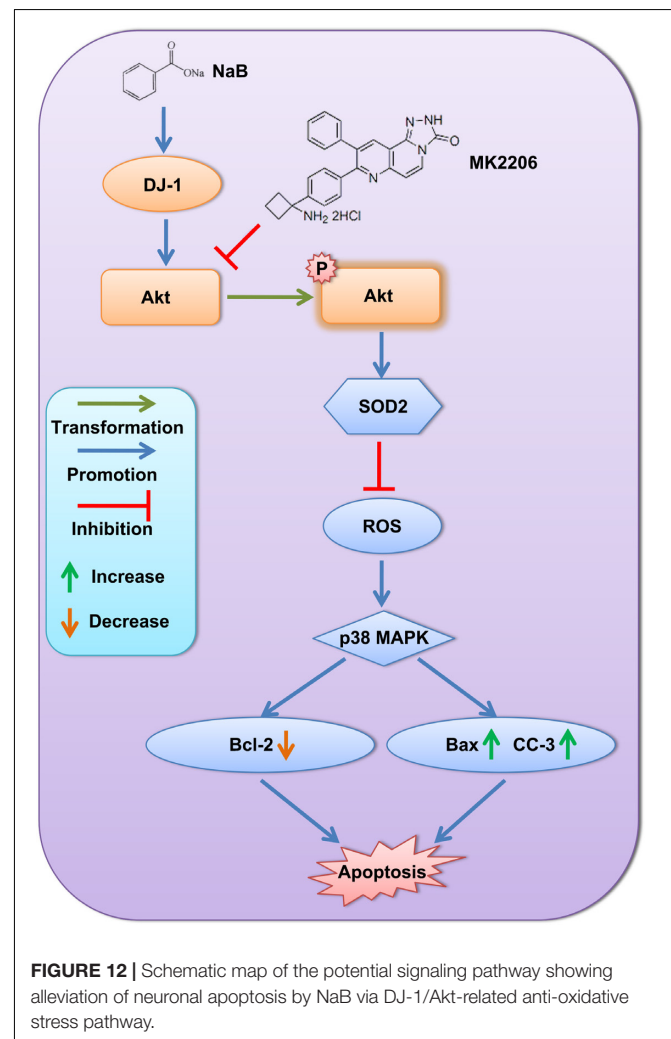 O
ONa
NaB
N
NH
N
O
N
MK2206
NH2 2HCl
DJ-1
P
Akt
Akt
SOD2
Transformation
Promotion
Inhibition
Increase
Decrease
ROS
p38 MAPK
Bcl-2
Bax CC-3
Apoptosis
FIGURE 12 | Schematic map of the potential signaling pathway showing
alleviation of neuronal apoptosis by NaB via DJ-1/Akt-related anti-oxidative
stress pathway.